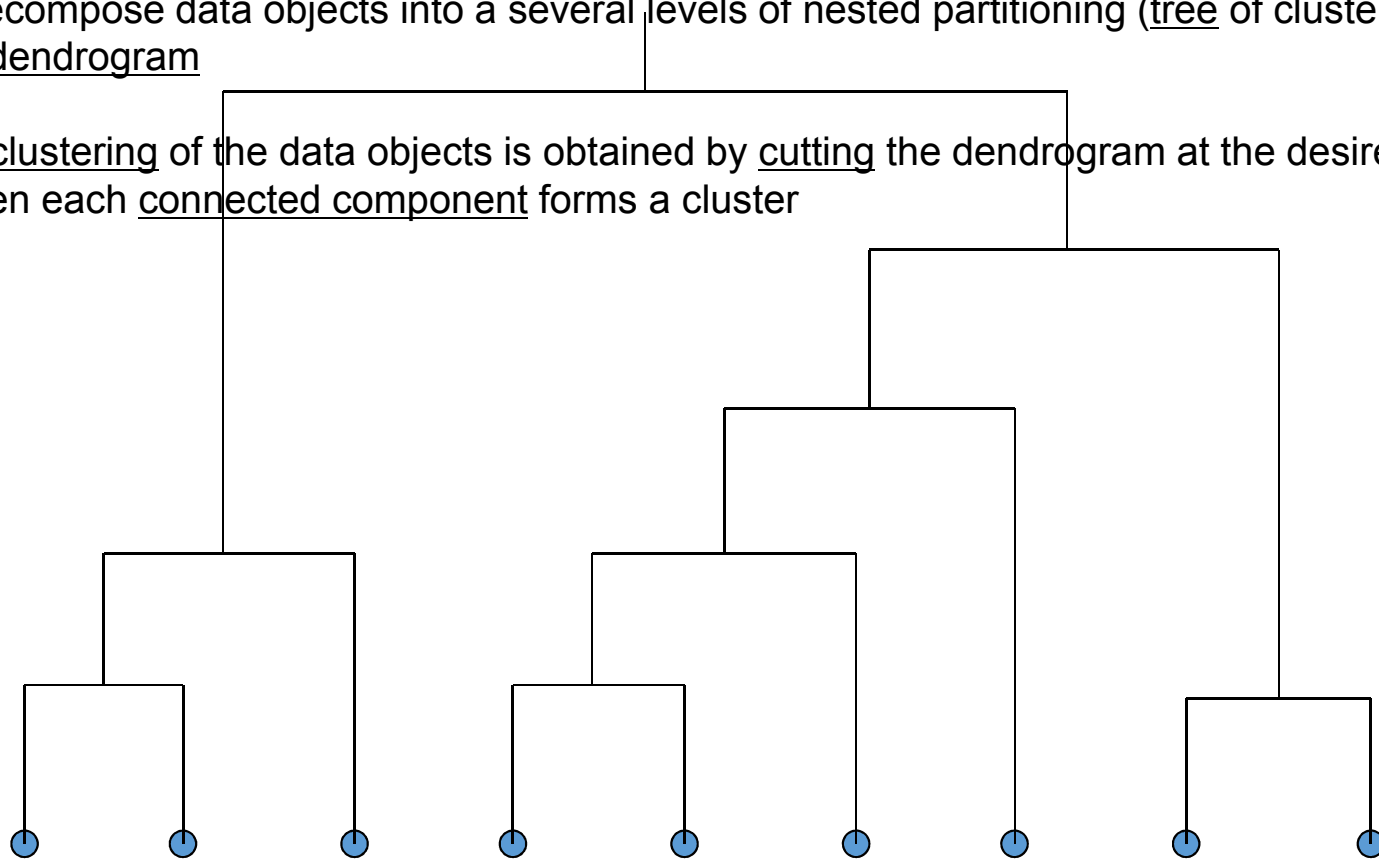 ecompose data objects into a several levels of nested partitioning (tree of cluste
dendrogram
clustering of the data objects is obtained by cutting the dendrogram at the desire
en each connected component forms a cluster